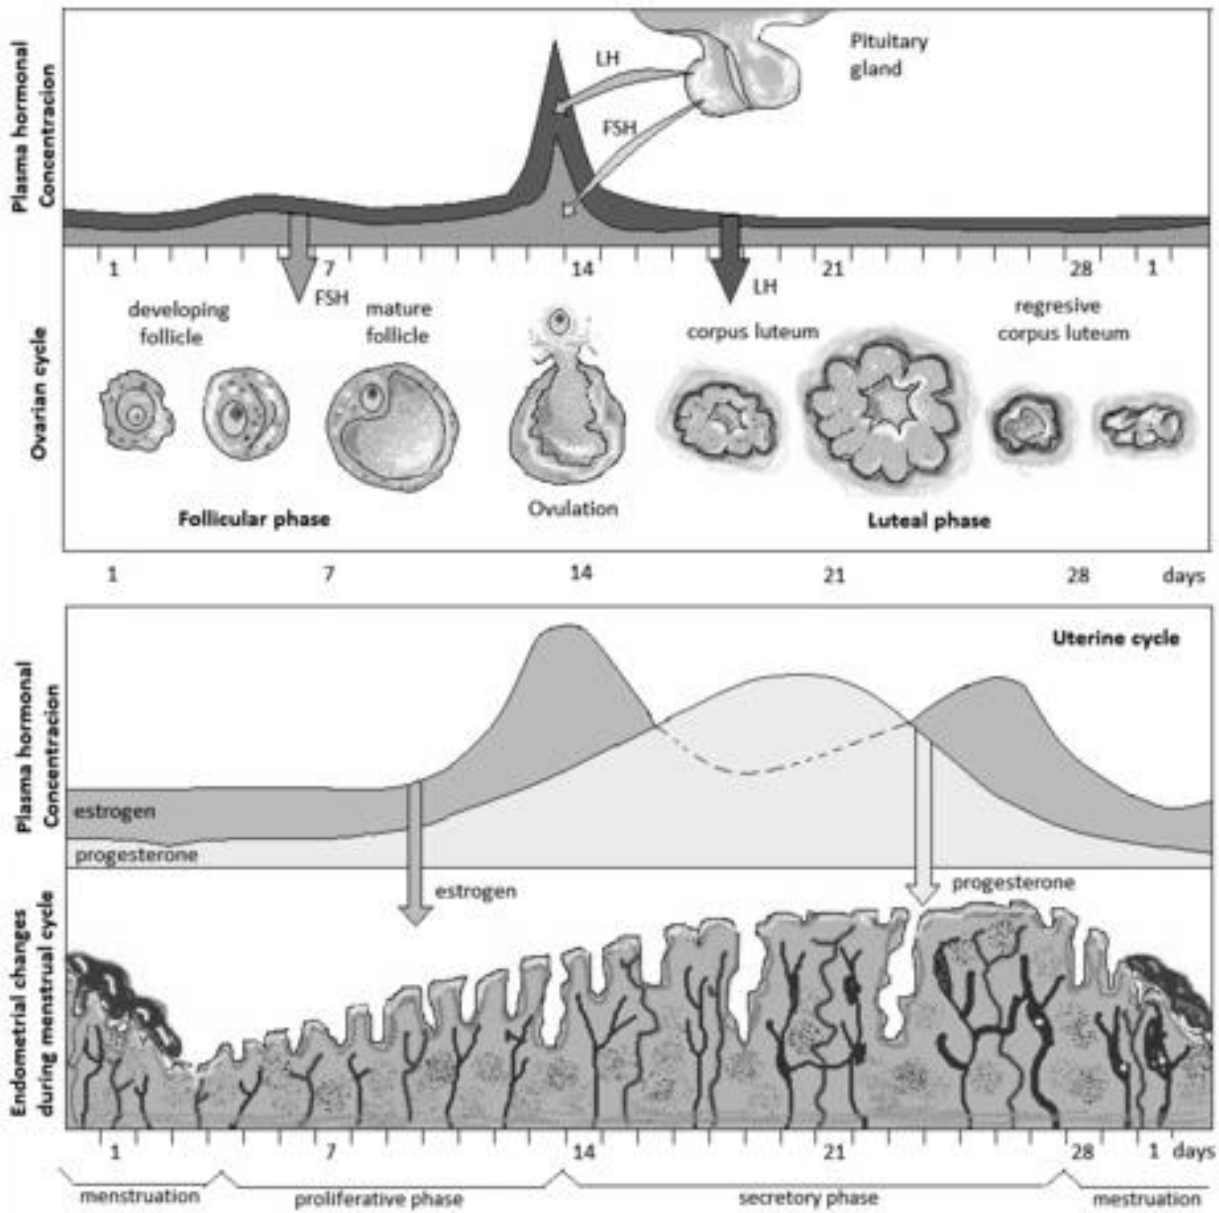 Plasma hormonal
Concentracion
LH
FSH
Pituitary
gland
1 7 14 21 28 1
FSH
LH
Ovarian cycle
developing
follicle
mature
follicle
corpus luteum
regresive
corpus luteum
Follicular phase
Ovulation
Luteal phase
1 7 14 21 28 days
Plasma hormonal
Concentracion
Uterine cycle
estrogen
progesterone
estrogen
progesterone
Endometrial changes
during menstrual cycle
1 7 14 21 28 1 days
menstruation proliferative phase secretory phase mestruation